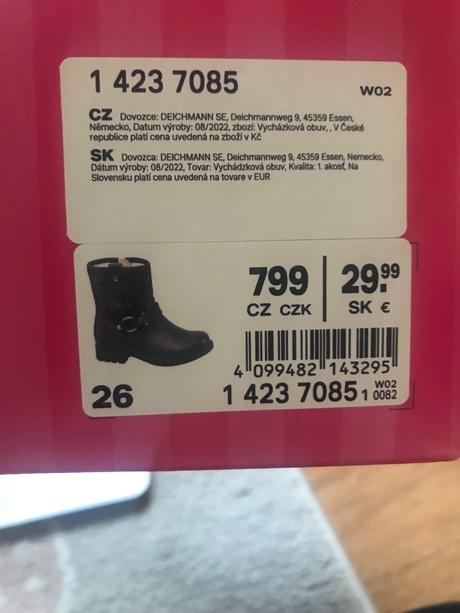 1 423 7085 W02
CZ Dovozce: DEICHMANN SE, Deichmannweg 9, 45359 Essen,
Německo, Datum výroby: 08/2022, zbozí: Vycházková obuv, , V České
republice platí cena uvedená na zboží v Kč
SK Dovozca: DEICHMANN SE, Deichmannweg 9, 45359 Essen, Nemecko,
Dátum výroby: 08/2022, Tovar: Vychádzková obuv, Kvalita: 1. akosť, Na
Slovensku platí cena uvedená na tovare v EUR
799 29.99
CZ CZK SK €
4 099482 143295
26 1 423 7085 1 W02 0082